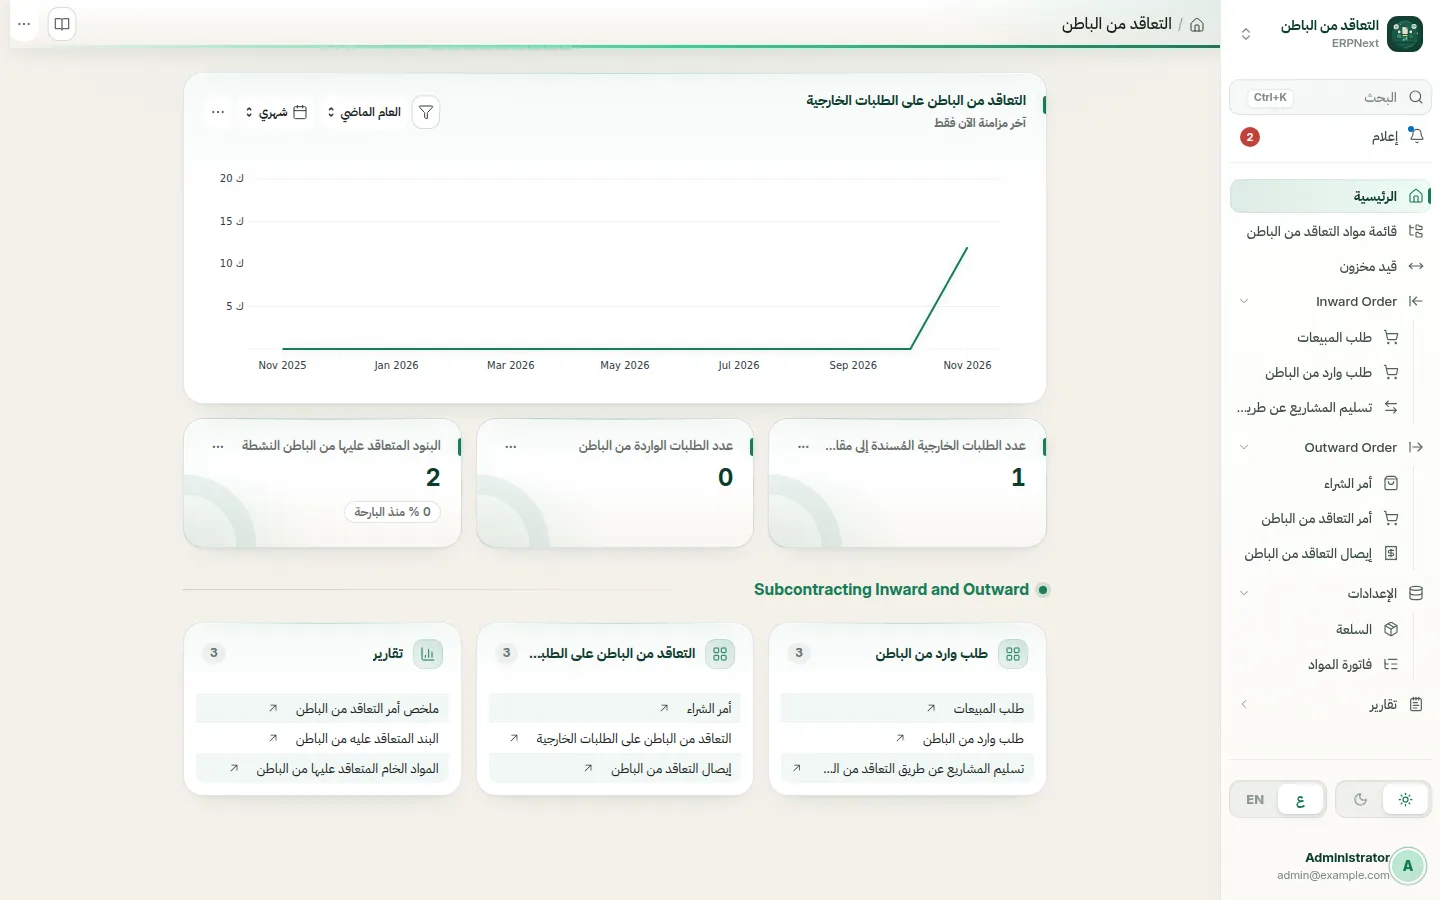 التعاقد من الباطن
ERPNext
البحث
Ctrl+K
إعلام
2
الرئيسية
قائمة مواد التعاقد من الباطن
قيد مخزون
Inward Order
طلب المبيعات
طلب وارد من الباطن
تسليم المشاريع عن طريـ...
Outward Order
أمر الشراء
أمر التعاقد من الباطن
إيصال التعاقد من الباطن
الإعدادات
السلعة
فاتورة المواد
تقارير
ع
EN
Administrator
admin@example.com
A
/ التعاقد من الباطن
التعاقد من الباطن على الطلبات الخارجية
آخر مزامنة الآن فقط
العام الماضي
شهري
20 ك
15 ك
10 ك
5 ك
Nov 2025 Jan 2026 Mar 2026 May 2026 Jul 2026 Sep 2026 Nov 2026
عدد الطلبات الخارجية المُسندة إلى مقا...
1
عدد الطلبات الواردة من الباطن
0
البنود المتعاقد عليها من الباطن النشطة
2
0 % منذ البارحة
Subcontracting Inward and Outward
طلب وارد من الباطن
3
طلب المبيعات
طلب وارد من الباطن
تسليم المشاريع عن طريق التعاقد من الـ...
التعاقد من الباطن على الطلبـ...
3
أمر الشراء
التعاقد من الباطن على الطلبات الخارجية
إيصال التعاقد من الباطن
تقارير
3
ملخص أمر التعاقد من الباطن
البند المتعاقد عليه من الباطن
المواد الخام المتعاقد عليها من الباطن